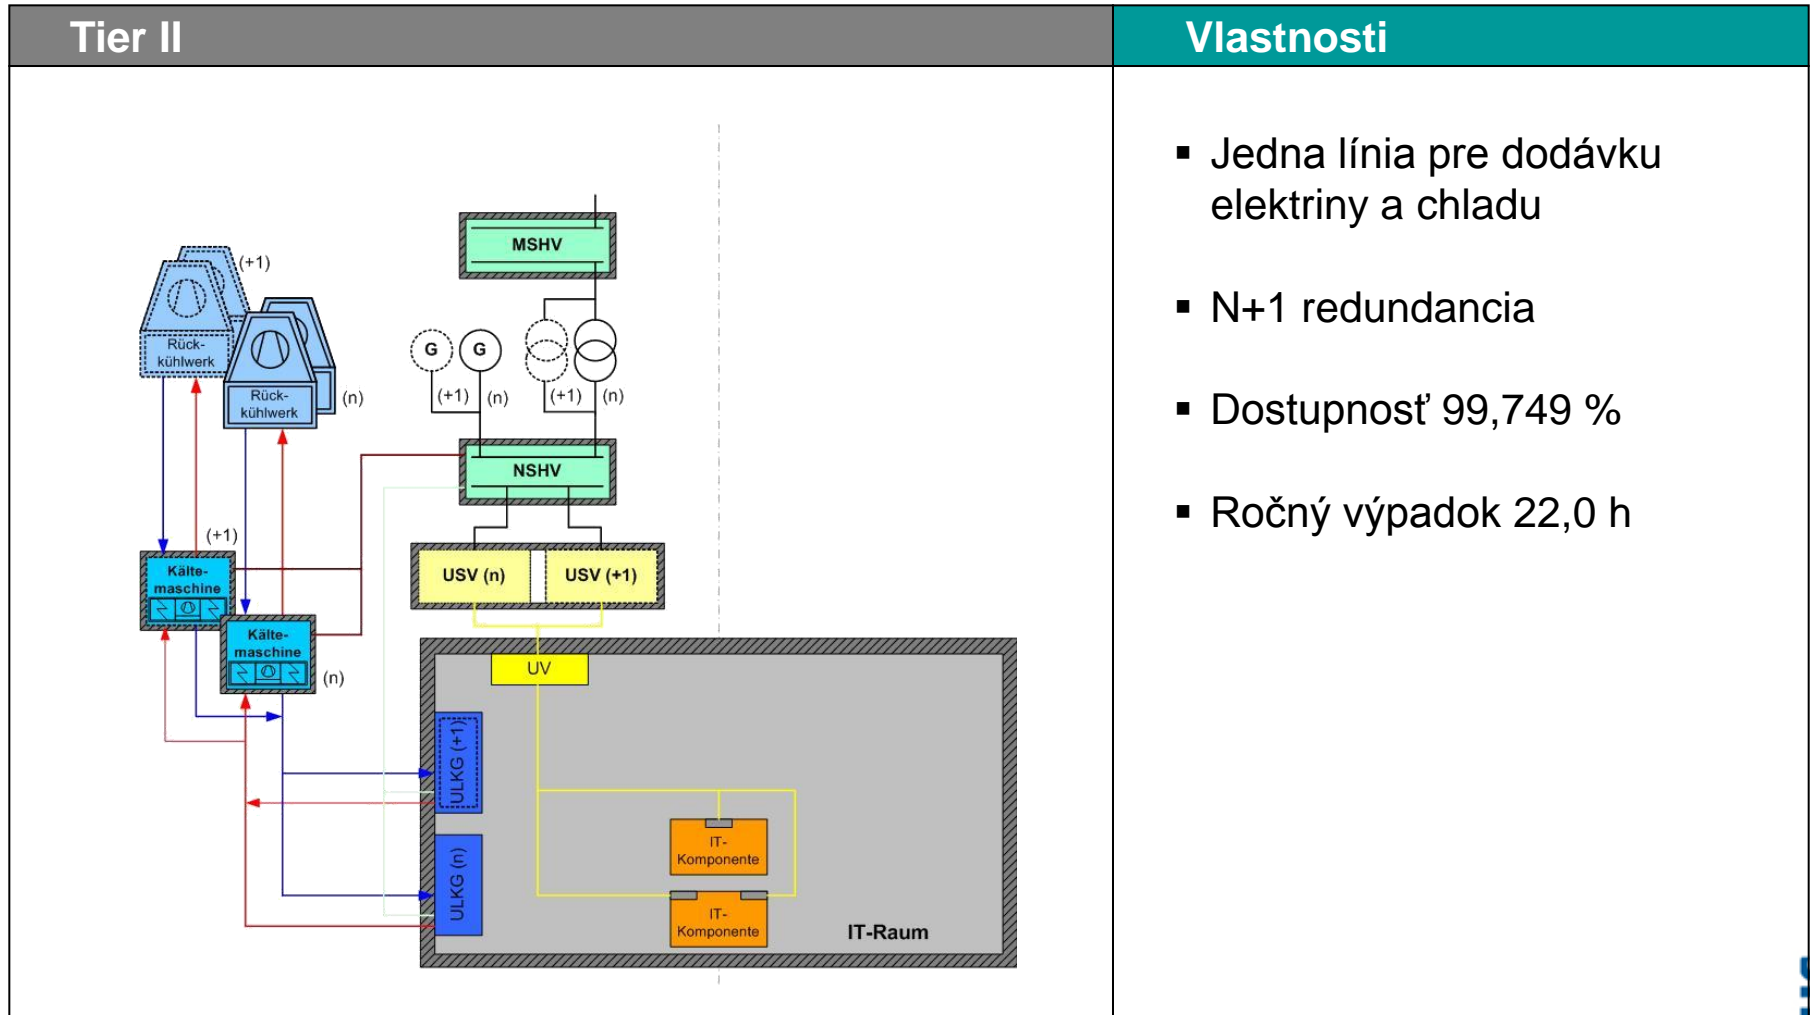 Tier II
Vlastnosti
▪ Jedna línia pre dodávku
elektriny a chladu
▪ N+1 redundancia
▪ Dostupnosť 99,749 %
▪ Ročný výpadok 22,0 h
MSHV
(+1)
Rück-
kühlwerk
Rück-
kühlwerk
(n)
G
G
(+1)
(n)
(+1)
(n)
NSHV
(+1)
Kälte-
maschine
USV (n)
USV (+1)
Kälte-
maschine
(n)
UV
ULKG (+1)
ULKG (n)
IT-
Komponente
IT-
Komponente
IT-Raum